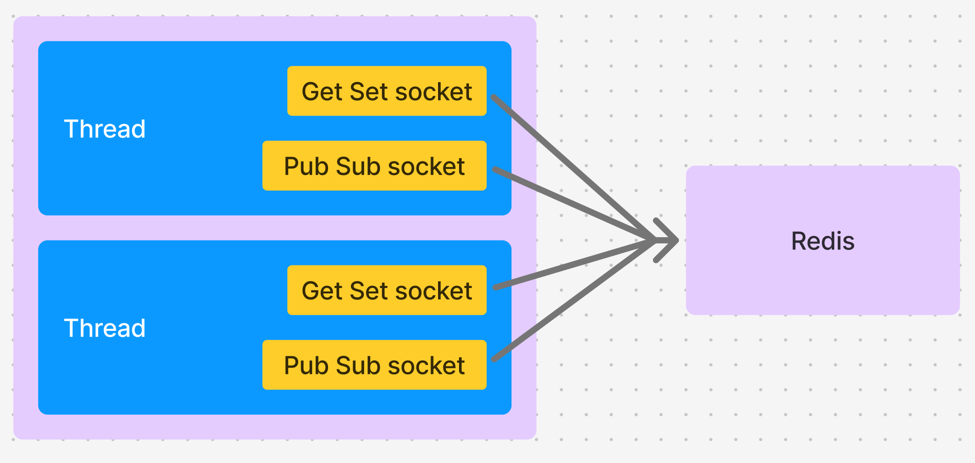 Get Set socket
Thread
Pub Sub socket
Redis
Get Set socket
Thread
Pub Sub socket